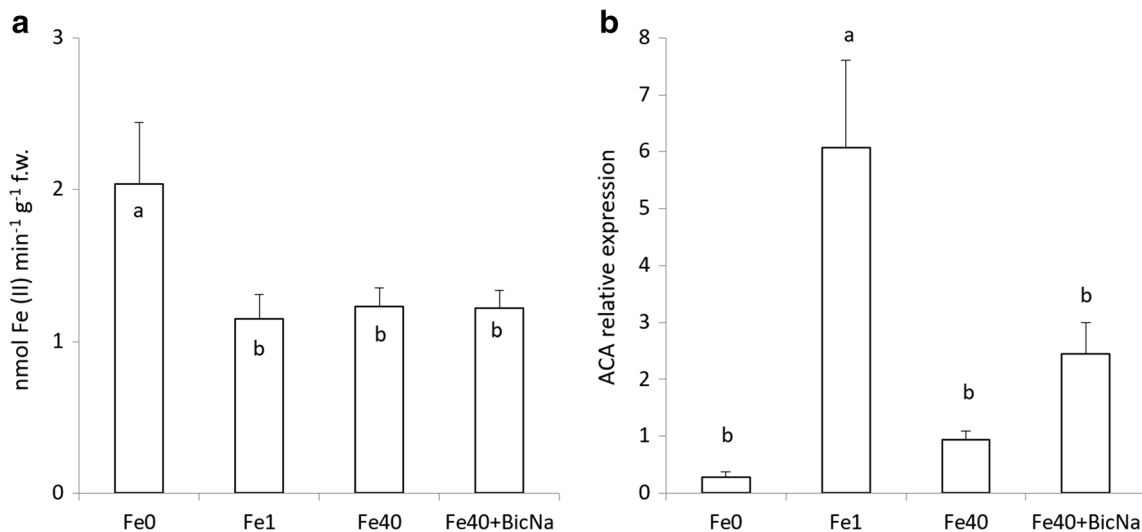 a
nmol Fe (II) min⁻¹ g⁻¹ f.w.
3
2
1
0
a
b
b
b
Fe0 Fe1 Fe40 Fe40+BicNa
b
ACA relative expression
8
7
6
5
4
3
2
1
0
b
a
b
b
Fe0 Fe1 Fe40 Fe40+BicNa